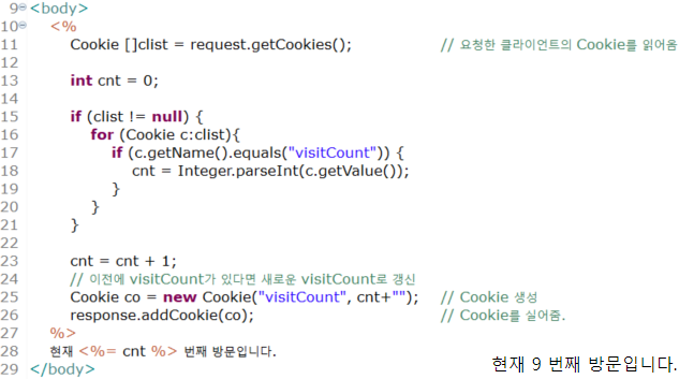 9 <body>
10 <%
11 Cookie []clist = request.getCookies(); // 요청한 클라이언트의 Cookie를 읽어옴
12
13 int cnt = 0;
14
15 if (clist != null) {
16 for (Cookie c:clist){
17 if (c.getName().equals("visitCount")) {
18 cnt = Integer.parseInt(c.getValue());
19 }
20 }
21 }
22
23 cnt = cnt + 1;
24 // 이전에 visitCount가 있다면 새로운 visitCount로 갱신
25 Cookie co = new Cookie("visitCount", cnt+""); // Cookie 생성
26 response.addCookie(co); // Cookie를 실어줌.
27 %>
28 현재 <%= cnt %> 번째 방문입니다.
29 </body>
현재 9 번째 방문입니다.